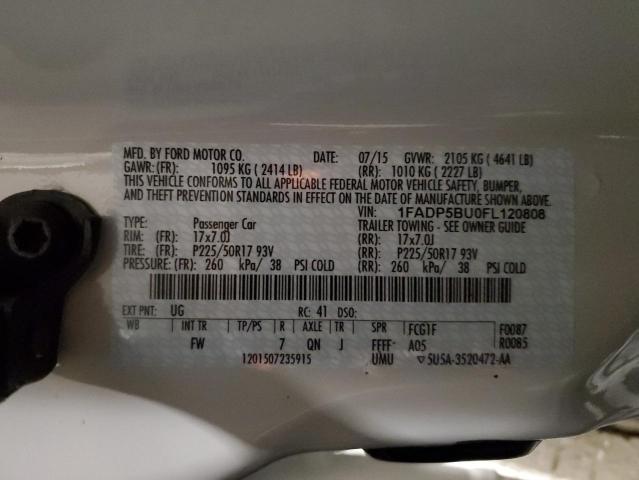 MFD. BY FORD MOTOR CO. DATE: 07/15 GVWR: 2105 KG ( 4641 LB)
GAWR: (FR): 1095 KG ( 2414 LB) (RR): 1010 KG ( 2227 LB)
THIS VEHICLE CONFORMS TO ALL APPLICABLE FEDERAL MOTOR VEHICLE SAFETY, BUMPER,
AND THEFT PREVENTION STANDARDS IN EFFECT ON THE DATE OF MANUFACTURE SHOWN ABOVE.
VIN: 1FADP5BU0FL120808
TYPE: Passenger Car TRAILER TOWING - SEE OWNER GUIDE
RIM: (FR): 17x7.0J (RR): 17x7.0J
TIRE: (FR): P225/50R17 93V (RR): P225/50R17 93V
PRESSURE: (FR): 260 kPa/ 38 PSI COLD (RR): 260 kPa/ 38 PSI COLD
EXT PNT: UG RC: 41 DSO:
WB INT TR TP/PS R AXLE TR SPR FCG1F F0087
FW 7 QN J FFFF A05 R0085
1201507235915 UMU 5U5A-3520472-AA